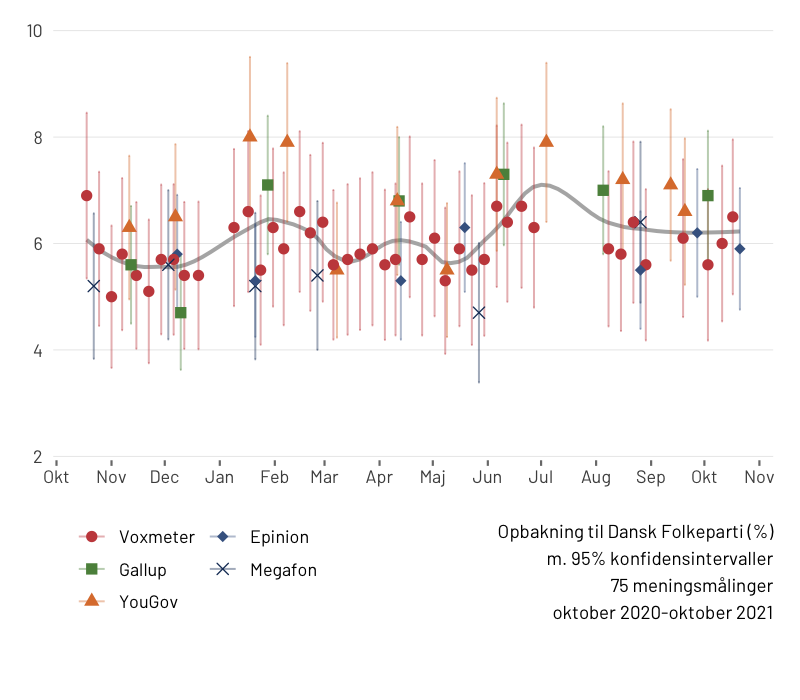 10
8
6
4
2
Okt Nov Dec Jan Feb Mar Apr Maj Jun Jul Aug Sep Okt Nov
Voxmeter Epinion
Gallup Megafon
YouGov
Opbakning til Dansk Folkeparti (%)
m. 95% konfidensintervaller
75 meningsmålinger
oktober 2020-oktober 2021